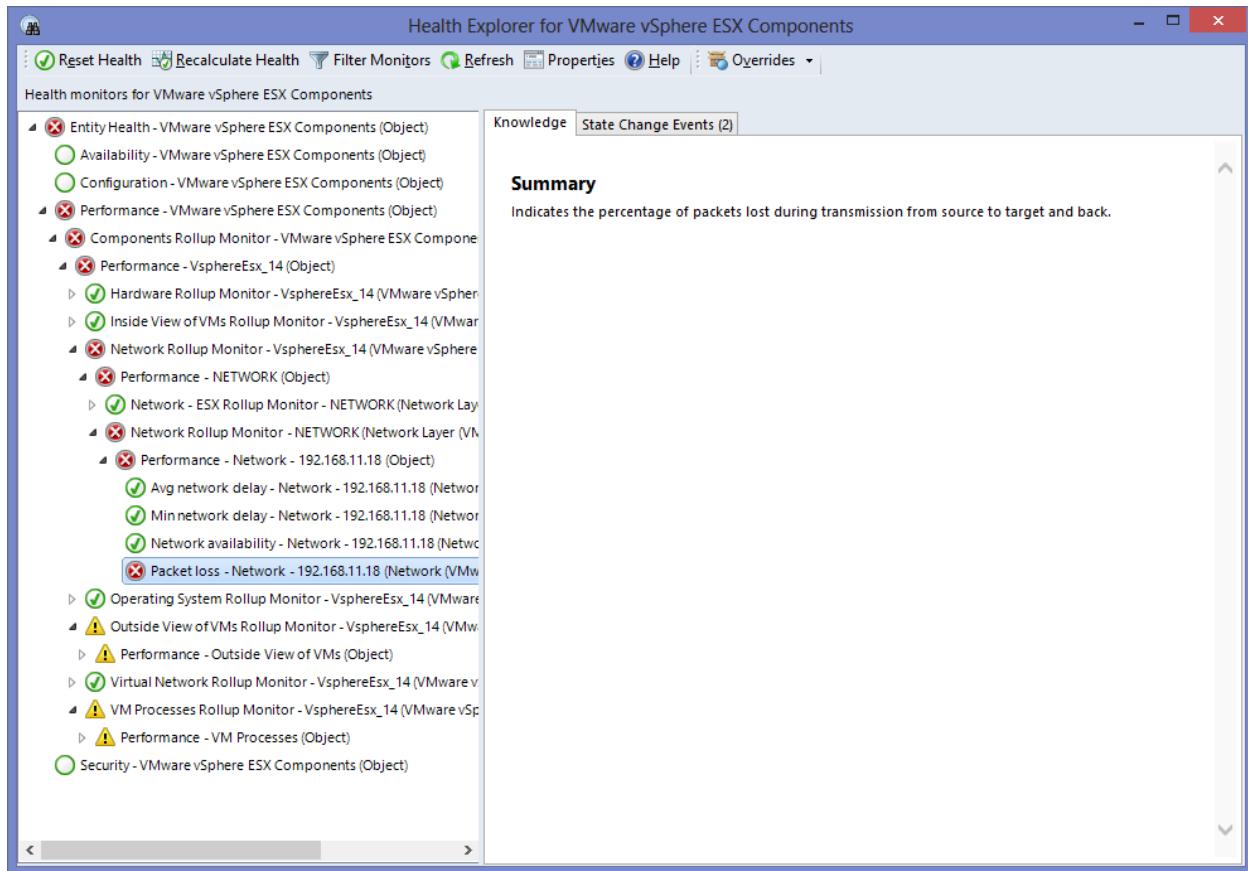 Health Explorer for VMware vSphere ESX Components
Reset Health Recalculate Health Filter Monitors Refresh Properties Help Overrides
Health monitors for VMware vSphere ESX Components
Entity Health - VMware vSphere ESX Components (Object)
Availability - VMware vSphere ESX Components (Object)
Configuration - VMware vSphere ESX Components (Object)
Performance - VMware vSphere ESX Components (Object)
Components Rollup Monitor - VMware vSphere ESX Compone
Performance - VsphereEsx_14 (Object)
Hardware Rollup Monitor - VsphereEsx_14 (VMware vSpher
Inside View of VMs Rollup Monitor - VsphereEsx_14 (VMwar
Network Rollup Monitor - VsphereEsx_14 (VMware vSphere
Performance - NETWORK (Object)
Network - ESX Rollup Monitor - NETWORK (Network Lay
Network Rollup Monitor - NETWORK (Network Layer (VM
Performance - Network - 192.168.11.18 (Object)
Avg network delay - Network - 192.168.11.18 (Networ
Min network delay - Network - 192.168.11.18 (Networ
Network availability - Network - 192.168.11.18 (Netwo
Packet loss - Network - 192.168.11.18 (Network (VMw
Operating System Rollup Monitor - VsphereEsx_14 (VMware
Outside View of VMs Rollup Monitor - VsphereEsx_14 (VMw
Performance - Outside View of VMs (Object)
Virtual Network Rollup Monitor - VsphereEsx_14 (VMware v
VM Processes Rollup Monitor - VsphereEsx_14 (VMware vSp
Performance - VM Processes (Object)
Security - VMware vSphere ESX Components (Object)
Knowledge State Change Events (2)
Summary
Indicates the percentage of packets lost during transmission from source to target and back.